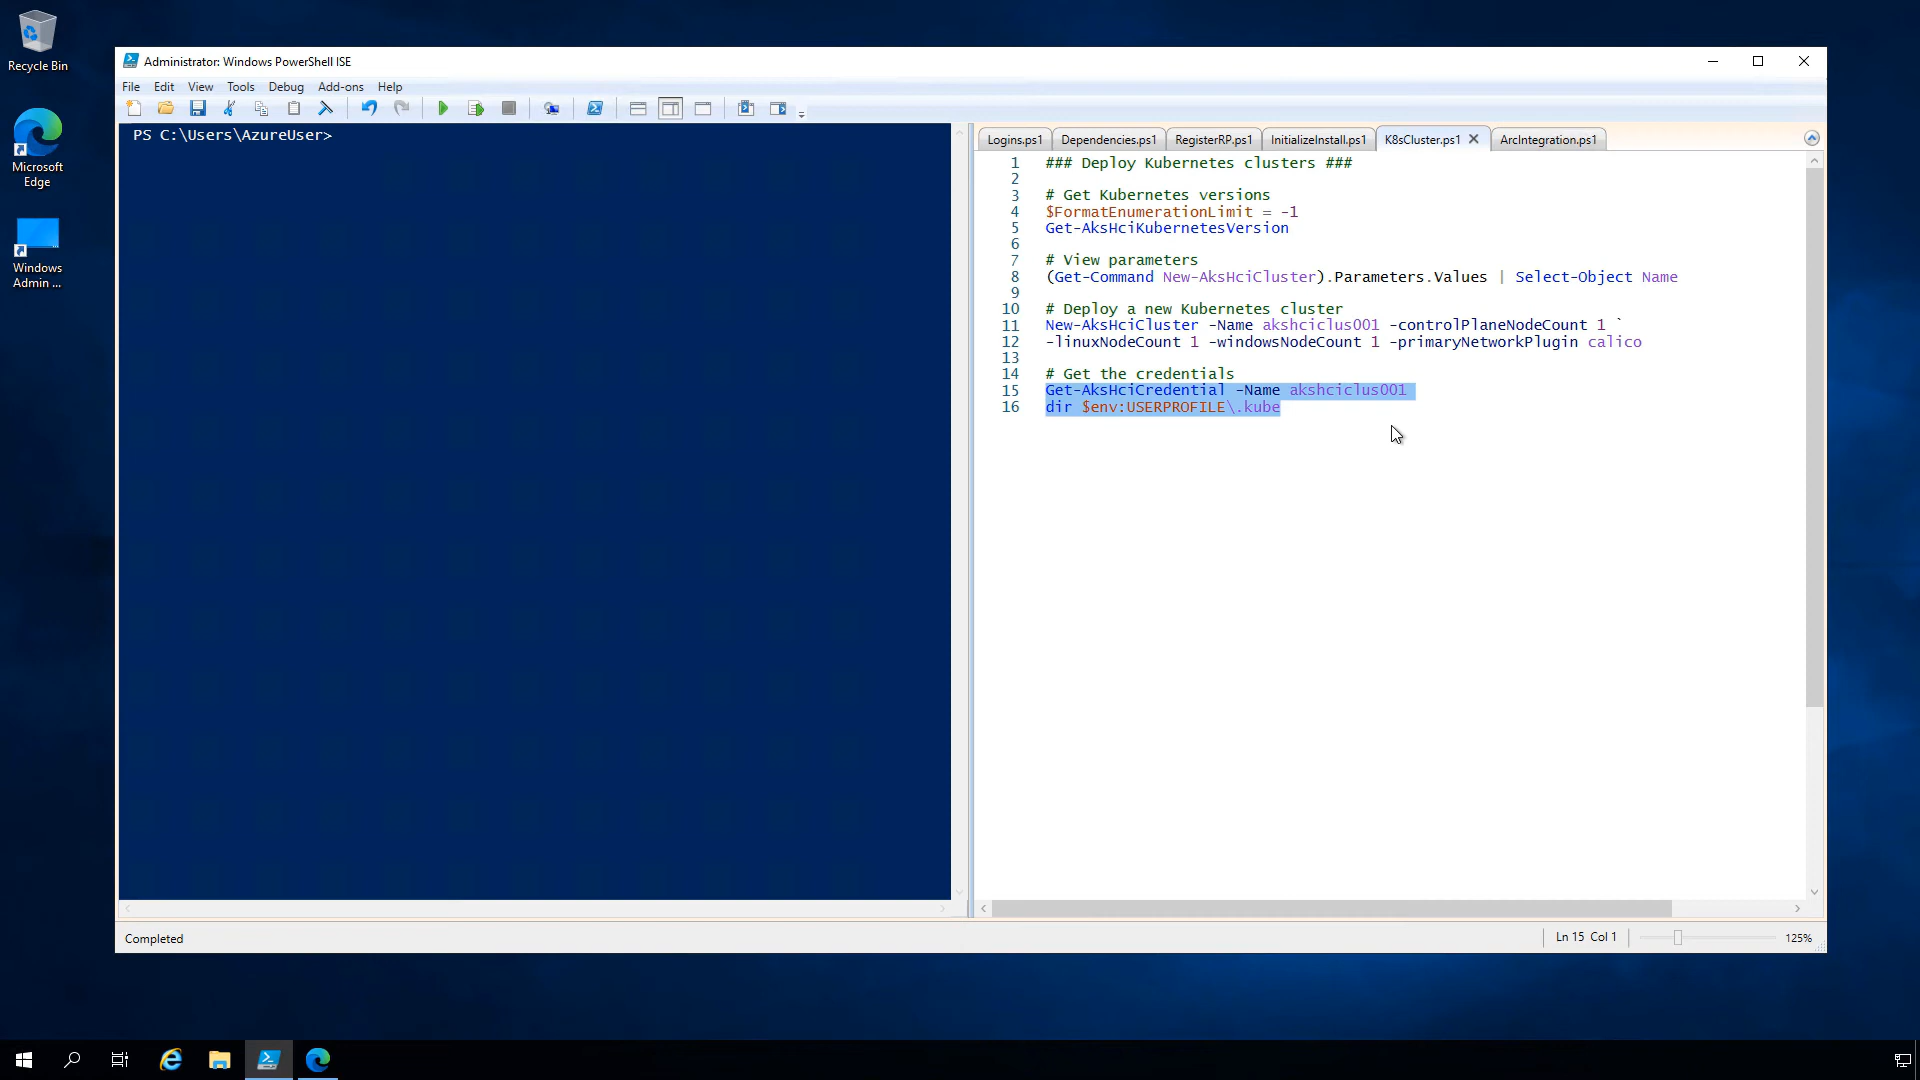 Recycle Bin
Microsoft
Edge
Windows
Admin ...
Administrator: Windows PowerShell ISE
File Edit View Tools Debug Add-ons Help
PS C:\Users\AzureUser>
Logins.ps1 Dependencies.ps1 RegisterRP.ps1 InitializeInstall.ps1 K8sCluster.ps1 ArcIntegration.ps1
1 ### Deploy Kubernetes clusters ###
2
3 # Get Kubernetes versions
4 $FormatEnumerationLimit = -1
5 Get-AksHciKubernetesVersion
6
7 # View parameters
8 (Get-Command New-AksHciCluster).Parameters.Values | Select-Object Name
9
10 # Deploy a new Kubernetes cluster
11 New-AksHciCluster -Name akshciclus001 -controlPlaneNodeCount 1 `
12 -linuxNodeCount 1 -windowsNodeCount 1 -primaryNetworkPlugin calico
13
14 # Get the credentials
15 Get-AksHciCredential -Name akshciclus001
16 dir $env:USERPROFILE\.kube
Completed
Ln 15 Col 1
125%